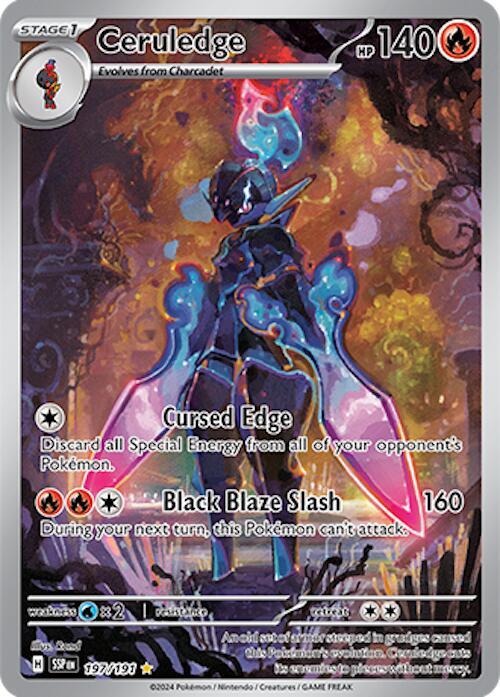 STAGE 1
Ceruledge
HP 140
Evolves from Charcadet
Cursed Edge
Discard all Special Energy from all of your opponent's
Pokémon.
Black Blaze Slash 160
During your next turn, this Pokémon can't attack.
weakness ×2 resistance retreat
Illus. Rond
An old set of armor steeped in grudges caused
this Pokémon's evolution. Ceruledge cuts
its enemies to pieces without mercy.
H SSP EN 197/191
©2024 Pokémon / Nintendo / Creatures / GAME FREAK